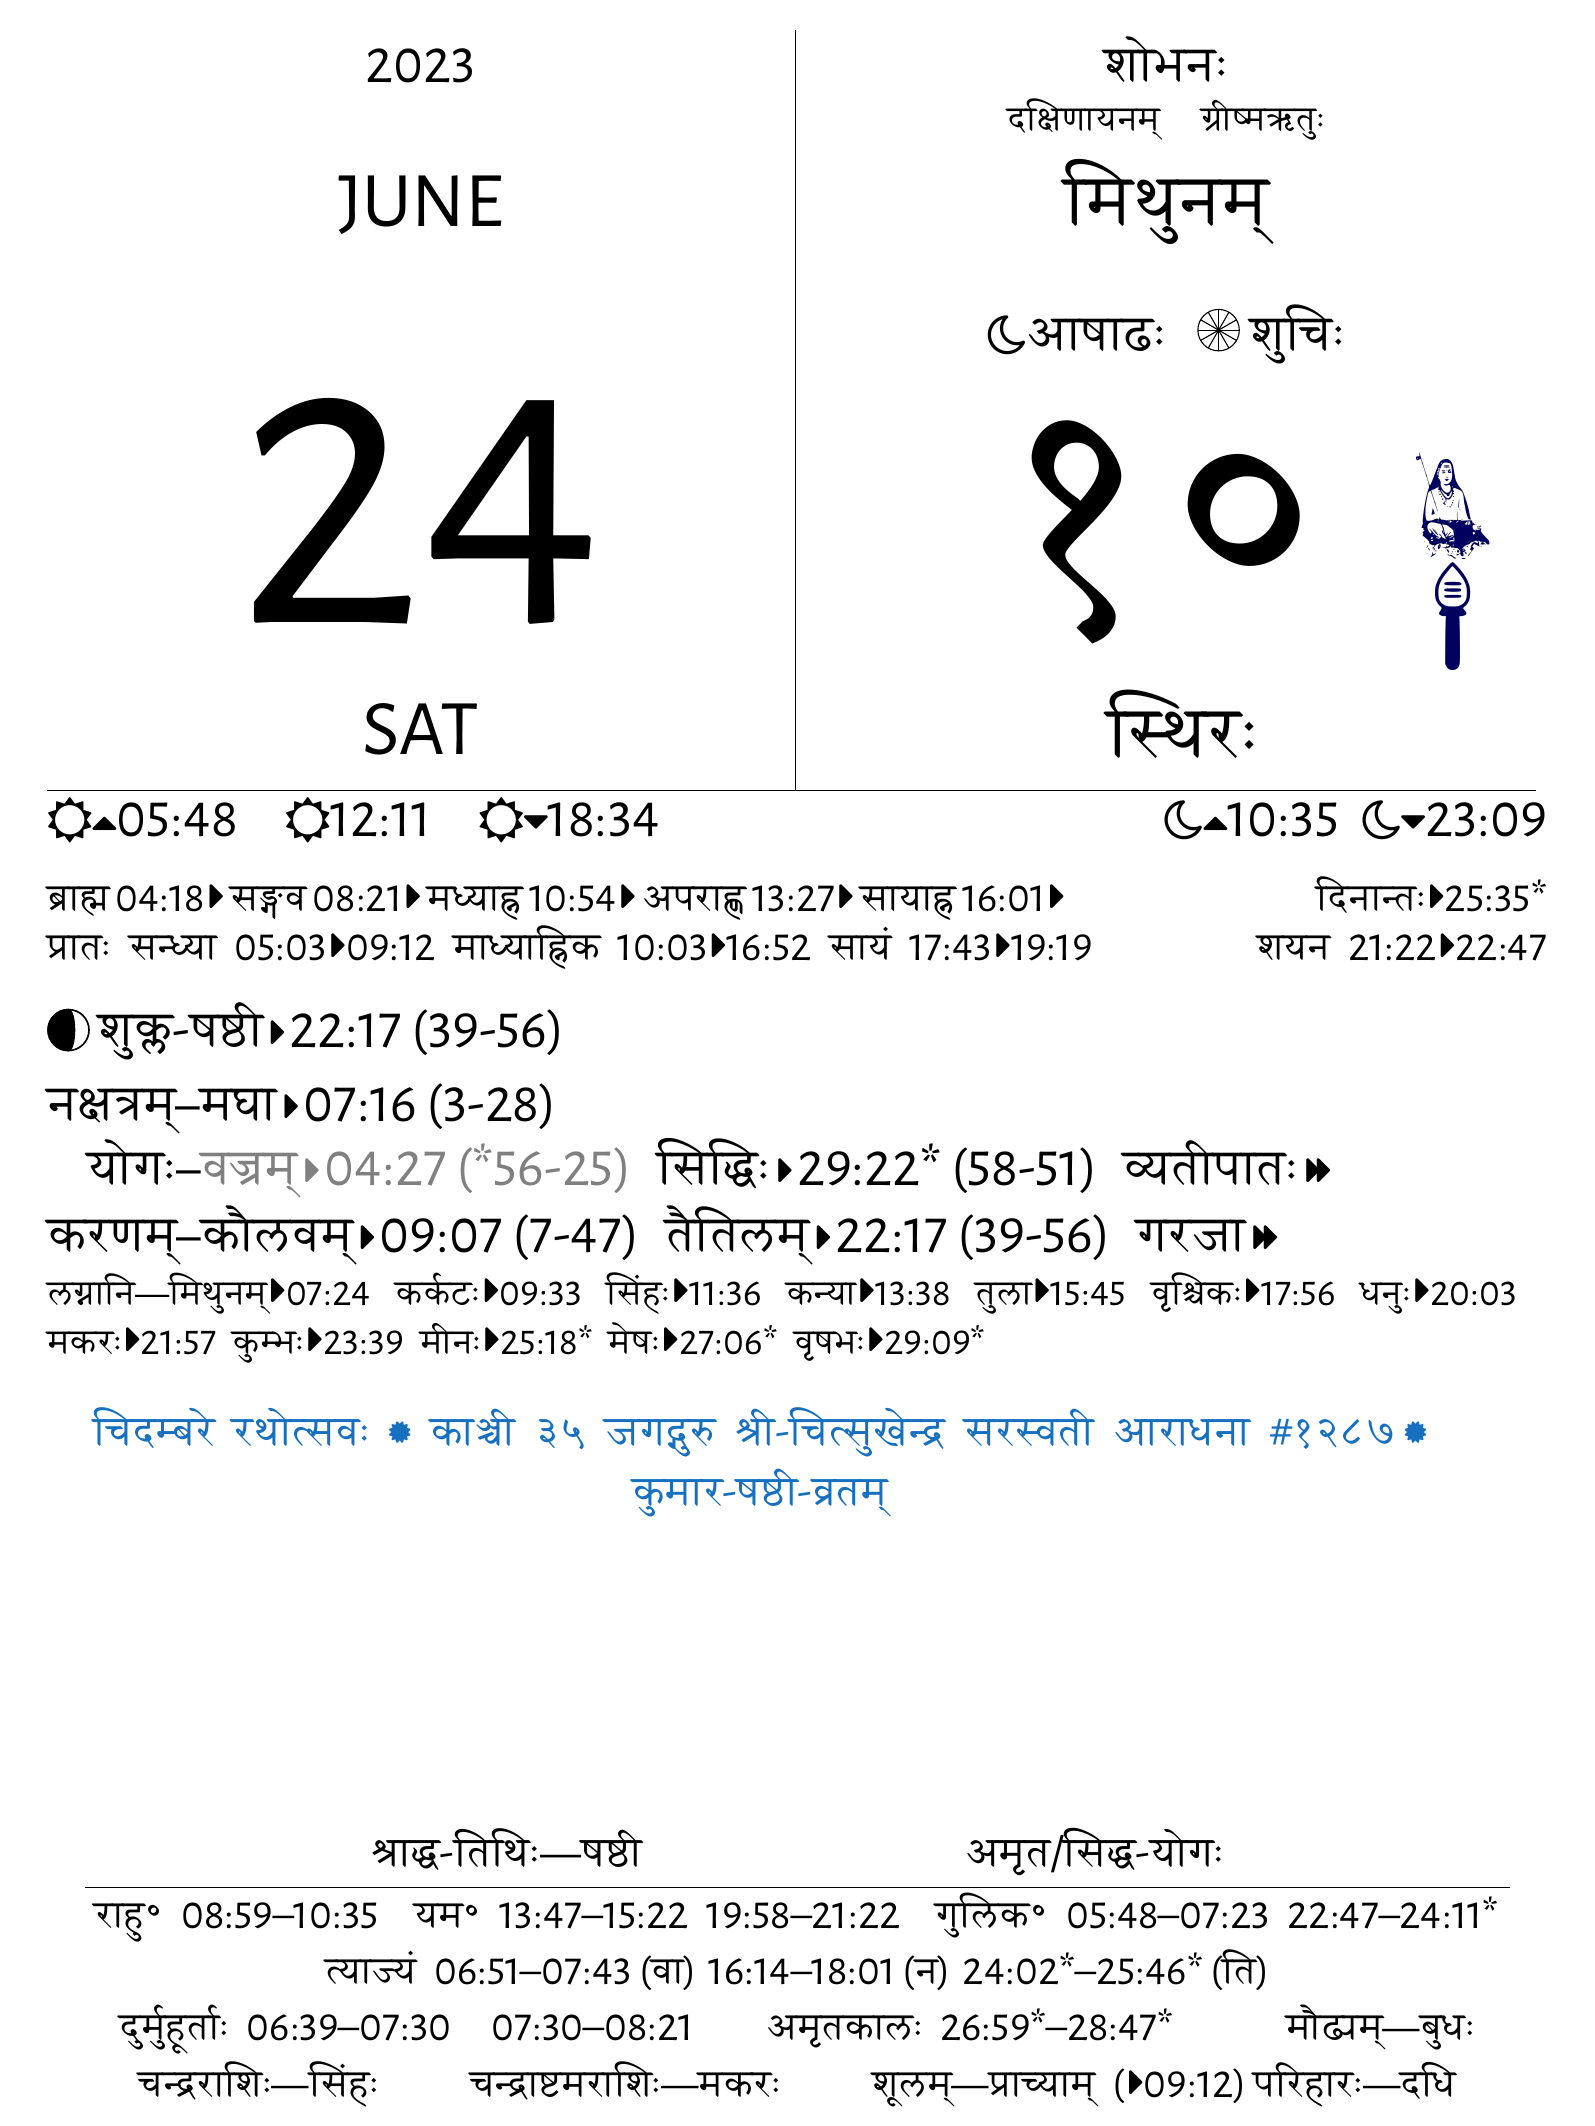 2023
JUNE
24
SAT
शोभनः
दक्षिणायनम् ग्रीष्मऋतुः
मिथुनम्
आषाढः शुचिः
१०
स्थिरः
05:48 12:11 18:34 10:35 23:09
ब्राह्म 04:18 सङ्गव 08:21 मध्याह्न 10:54 अपराह्ण 13:27 सायाह्न 16:01 दिनान्तः 25:35*
प्रातः सन्ध्या 05:03 09:12 माध्याह्निक 10:03 16:52 सायं 17:43 19:19 शयन 21:22 22:47
शुक्ल-षष्ठी 22:17 (39-56)
नक्षत्रम्–मघा 07:16 (3-28)
योगः–वज्रम् 04:27 (*56-25) सिद्धिः 29:22* (58-51) व्यतीपातः
करणम्–कौलवम् 09:07 (7-47) तैतिलम् 22:17 (39-56) गरजा
लग्नानि—मिथुनम् 07:24 कर्कटः 09:33 सिंहः 11:36 कन्या 13:38 तुला 15:45 वृश्चिकः 17:56 धनुः 20:03
मकरः 21:57 कुम्भः 23:39 मीनः 25:18* मेषः 27:06* वृषभः 29:09*
चिदम्बरे रथोत्सवः ✹ काञ्ची ३५ जगद्गुरु श्री-चित्सुखेन्द्र सरस्वती आराधना #१२८७ ✹
कुमार-षष्ठी-व्रतम्
श्राद्ध-तिथिः—षष्ठी अमृत/सिद्ध-योगः
राहु° 08:59–10:35 यम° 13:47–15:22 19:58–21:22 गुलिक° 05:48–07:23 22:47–24:11*
त्याज्यं 06:51–07:43 (वा) 16:14–18:01 (न) 24:02*–25:46* (ति)
दुर्मुहूर्ताः 06:39–07:30 07:30–08:21 अमृतकालः 26:59*–28:47* मौढ्यम्—बुधः
चन्द्रराशिः—सिंहः चन्द्राष्टमराशिः—मकरः शूलम्—प्राच्याम् (09:12) परिहारः—दधि